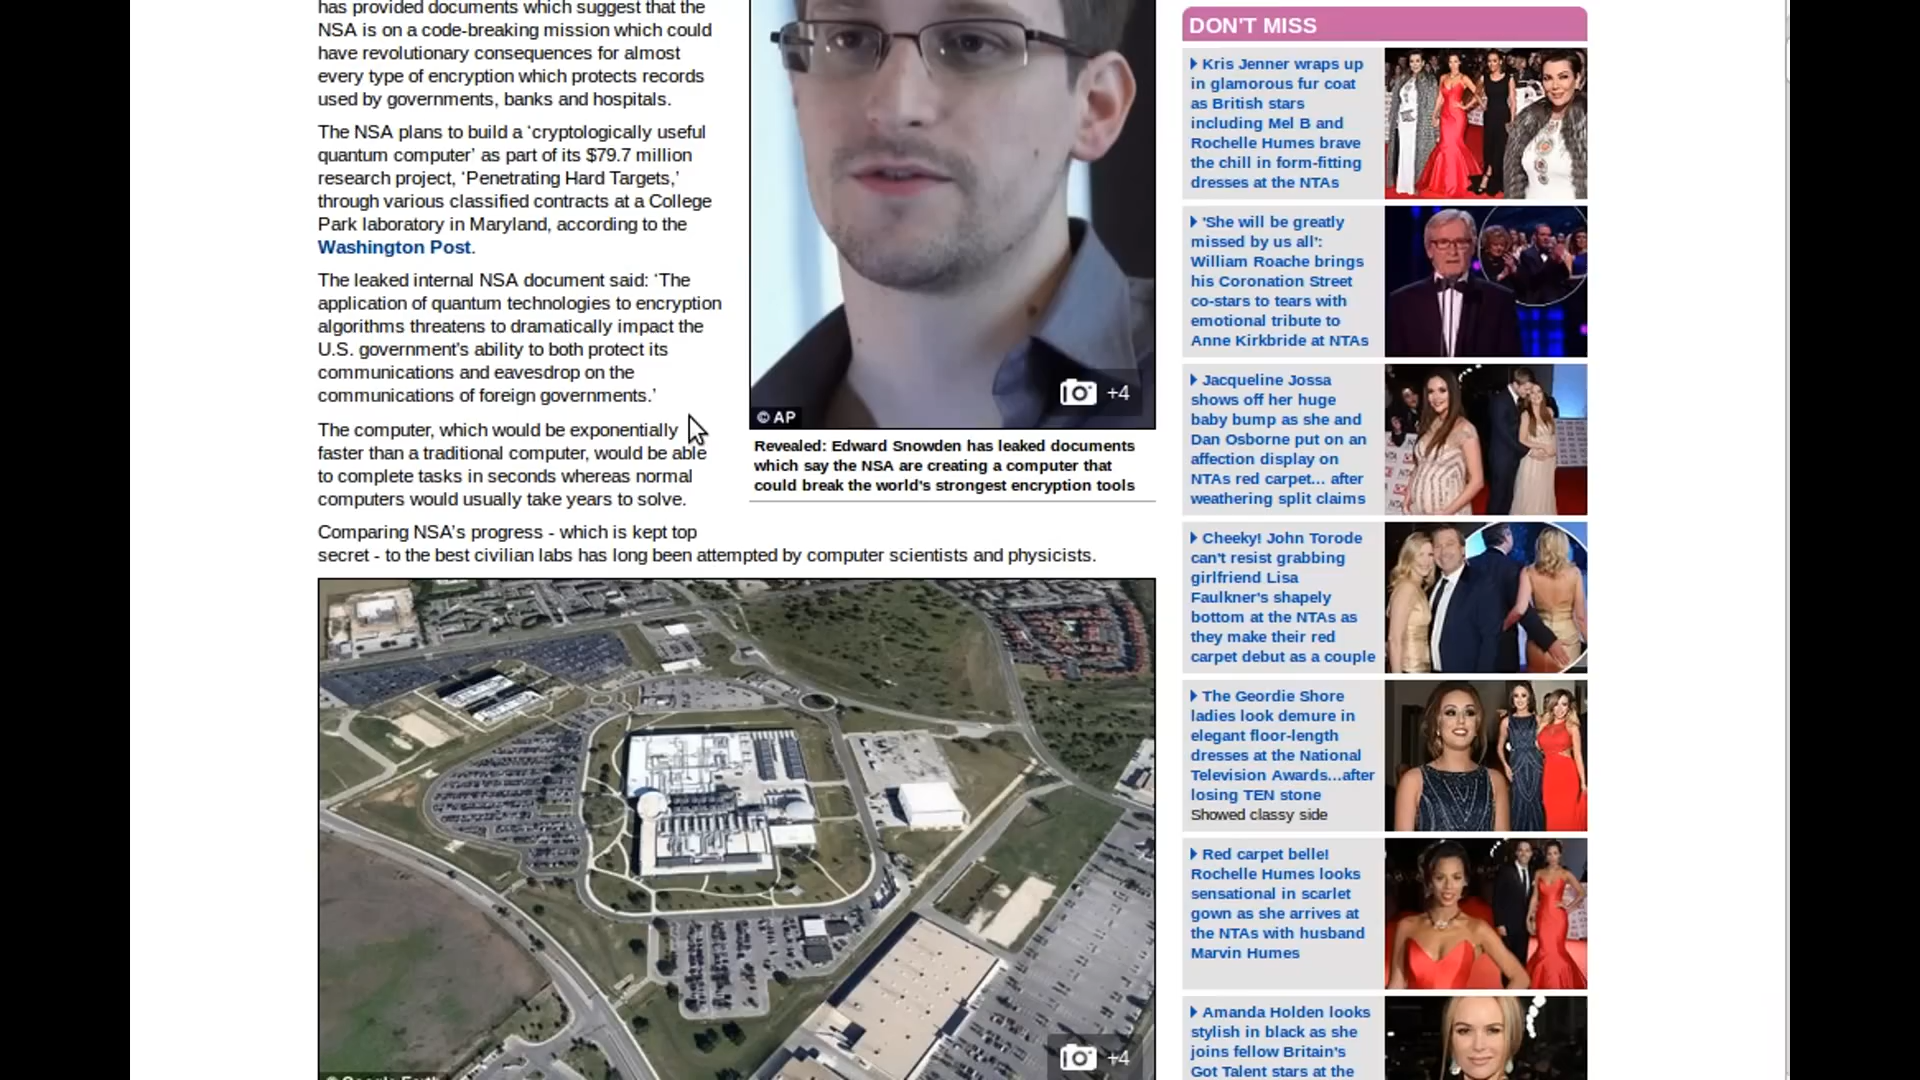 has provided documents which suggest that the
NSA is on a code-breaking mission which could
have revolutionary consequences for almost
every type of encryption which protects records
used by governments, banks and hospitals.
The NSA plans to build a ‘cryptologically useful
quantum computer’ as part of its $79.7 million
research project, ‘Penetrating Hard Targets,’
through various classified contracts at a College
Park laboratory in Maryland, according to the
Washington Post.
The leaked internal NSA document said: ‘The
application of quantum technologies to encryption
algorithms threatens to dramatically impact the
U.S. government's ability to both protect its
communications and eavesdrop on the
communications of foreign governments.’
The computer, which would be exponentially
faster than a traditional computer, would be able
to complete tasks in seconds whereas normal
computers would usually take years to solve.
Comparing NSA’s progress - which is kept top
secret - to the best civilian labs has long been attempted by computer scientists and physicists.
+4
© AP
Revealed: Edward Snowden has leaked documents
which say the NSA are creating a computer that
could break the world's strongest encryption tools
+4
© Google Earth
DON'T MISS
Kris Jenner wraps up
in glamorous fur coat
as British stars
including Mel B and
Rochelle Humes brave
the chill in form-fitting
dresses at the NTAs
'She will be greatly
missed by us all':
William Roache brings
his Coronation Street
co-stars to tears with
emotional tribute to
Anne Kirkbride at NTAs
Jacqueline Jossa
shows off her huge
baby bump as she and
Dan Osborne put on an
affection display on
NTAs red carpet... after
weathering split claims
Cheeky! John Torode
can't resist grabbing
girlfriend Lisa
Faulkner's shapely
bottom at the NTAs as
they make their red
carpet debut as a couple
The Geordie Shore
ladies look demure in
elegant floor-length
dresses at the National
Television Awards...after
losing TEN stone
Showed classy side
Red carpet belle!
Rochelle Humes looks
sensational in scarlet
gown as she arrives at
the NTAs with husband
Marvin Humes
Amanda Holden looks
stylish in black as she
joins fellow Britain's
Got Talent stars at the